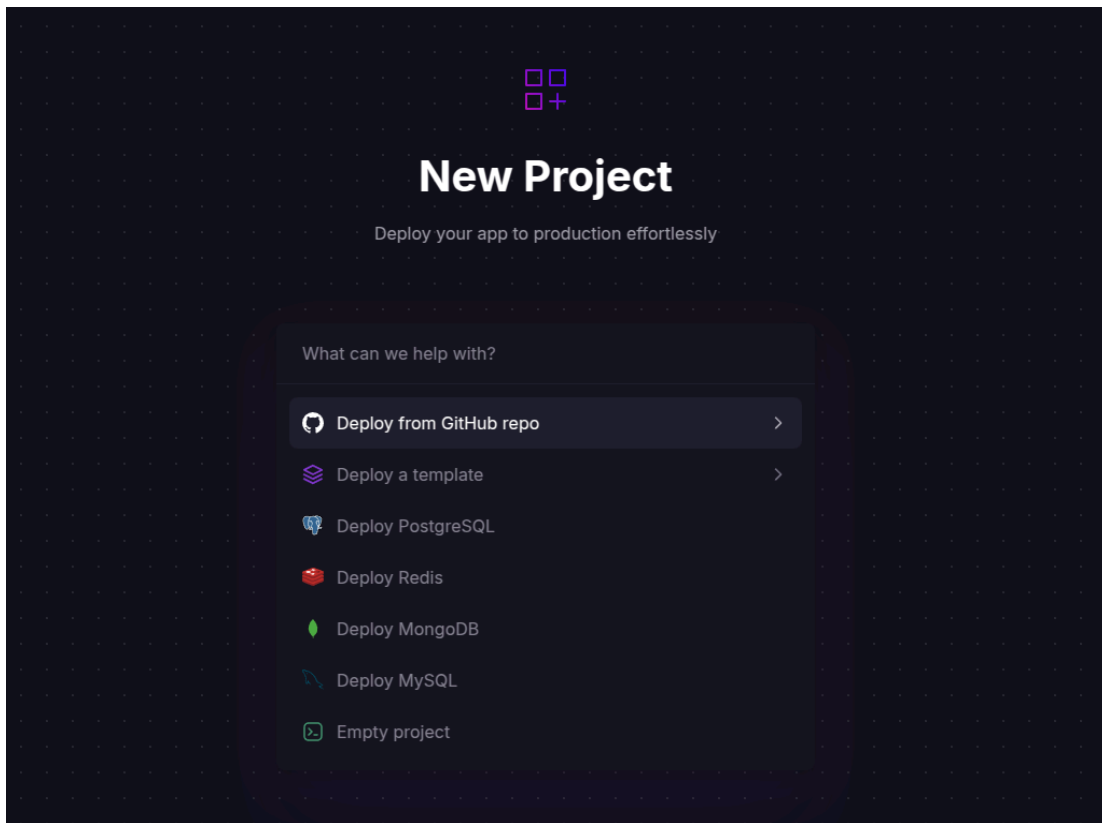 New Project
Deploy your app to production effortlessly
What can we help with?
Deploy from GitHub repo
Deploy a template
Deploy PostgreSQL
Deploy Redis
Deploy MongoDB
Deploy MySQL
Empty project